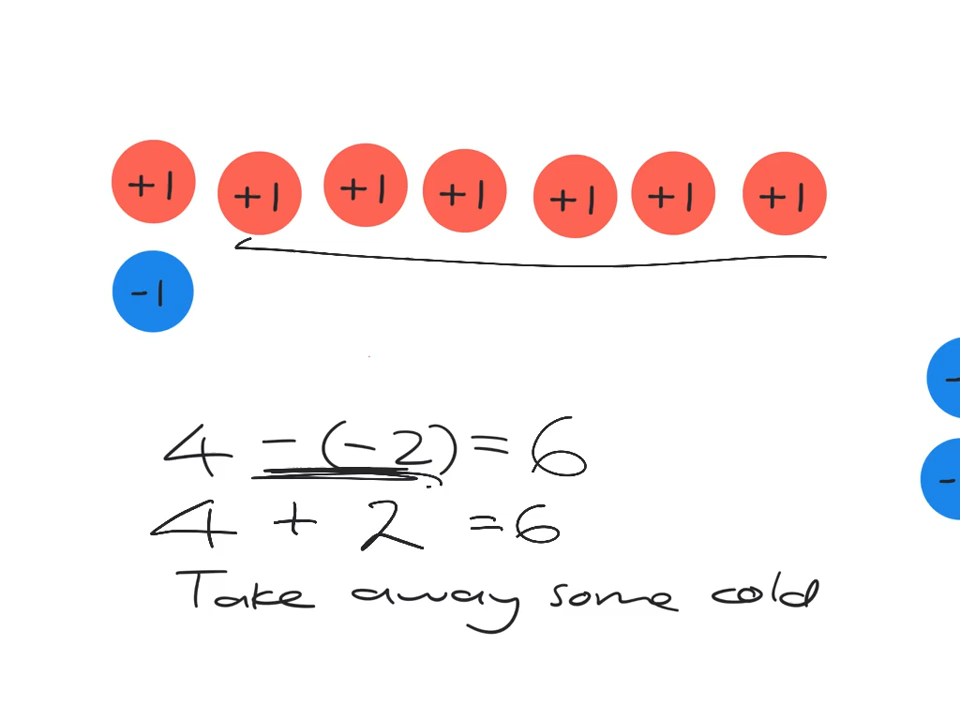 +1 +1 +1 +1 +1 +1 +1
-1
-
-
4 - (-2) = 6
4 + 2 = 6
Take away some cold